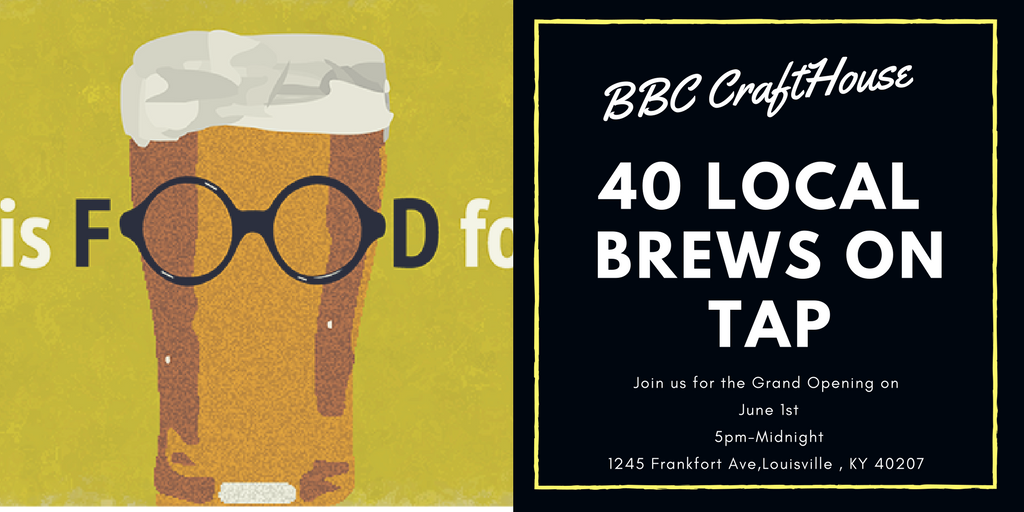 is FOOD fo
BBC CraftHouse
40 LOCAL
BREWS ON
TAP
Join us for the Grand Opening on
June 1st
5pm-Midnight
1245 Frankfort Ave,Louisville , KY 40207